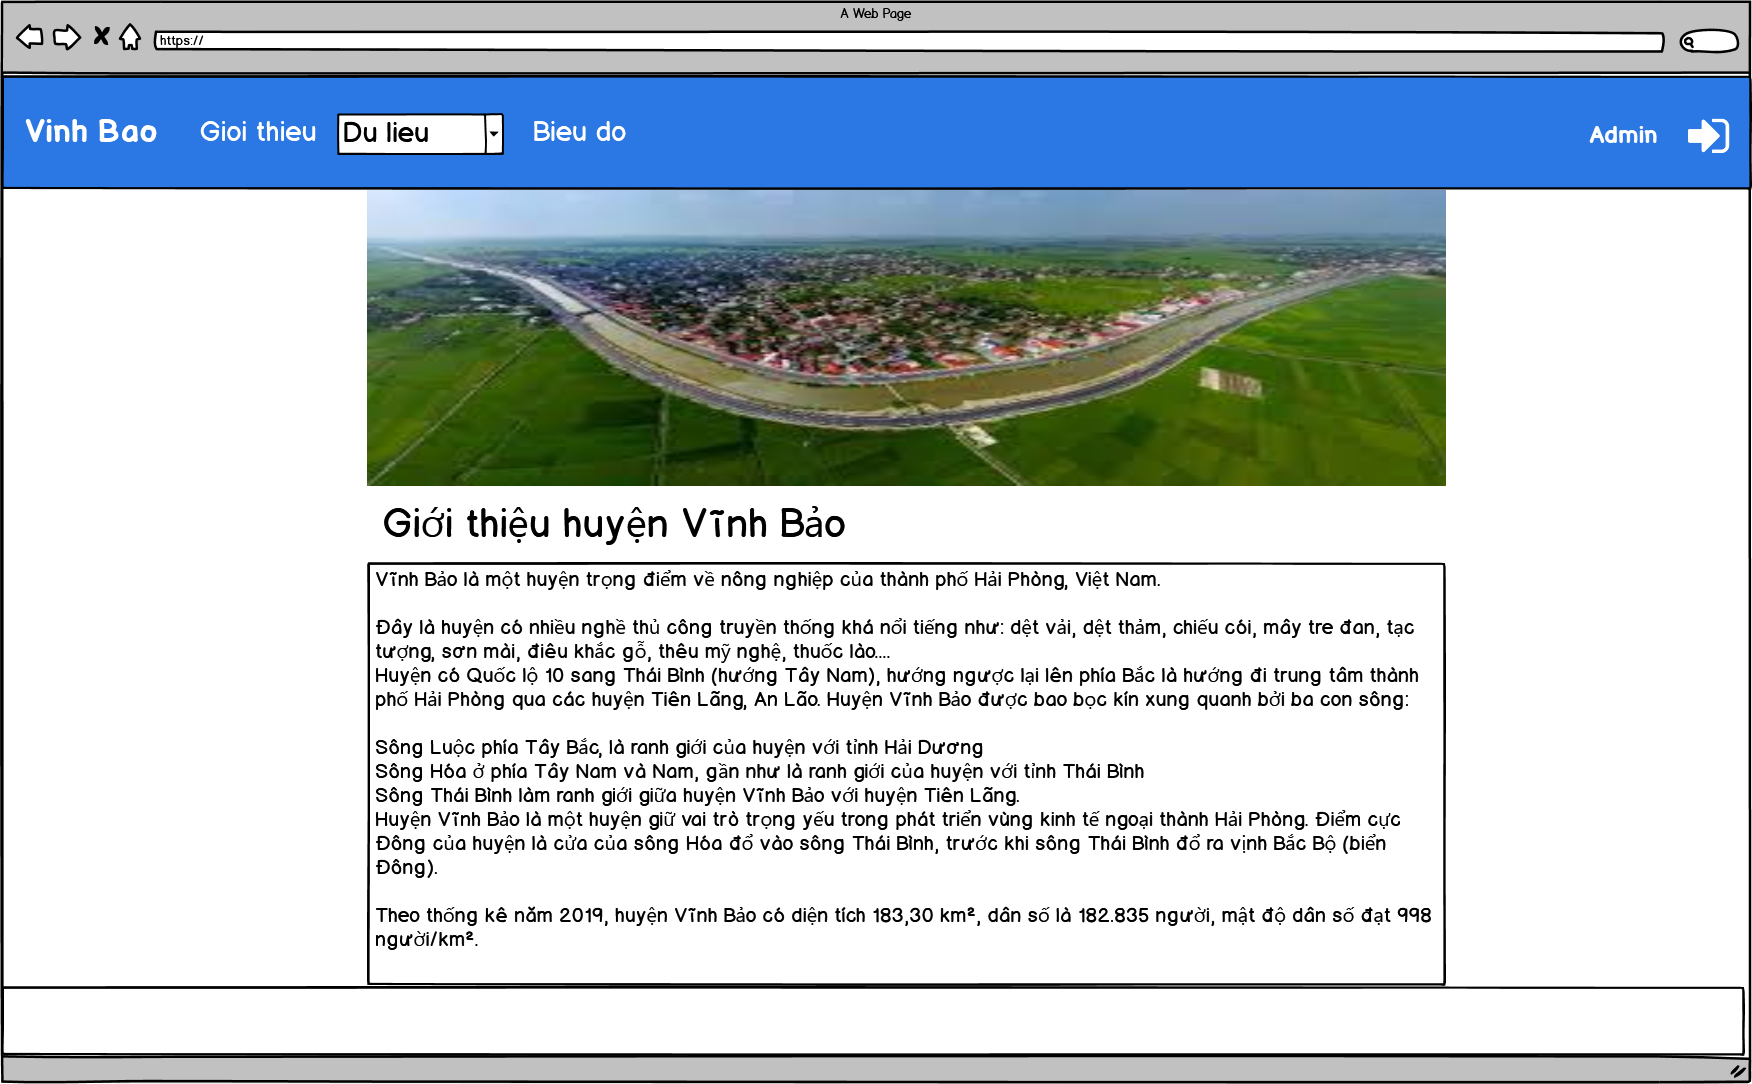 A Web Page
https://
Vinh Bao
Gioi thieu
Du lieu
Bieu do
Admin
Giới thiệu huyện Vĩnh Bảo
Vĩnh Bảo là một huyện trọng điểm về nông nghiệp của thành phố Hải Phòng, Việt Nam.
Đây là huyện có nhiều nghề thủ công truyền thống khá nổi tiếng như: dệt vải, dệt thảm, chiếu cói, mây tre đan, tạc
tượng, sơn mài, điêu khắc gỗ, thêu mỹ nghệ, thuốc lào....
Huyện có Quốc lộ 10 sang Thái Bình (hướng Tây Nam), hướng ngược lại lên phía Bắc là hướng đi trung tâm thành
phố Hải Phòng qua các huyện Tiên Lãng, An Lão. Huyện Vĩnh Bảo được bao bọc kín xung quanh bởi ba con sông:
Sông Luộc phía Tây Bắc, là ranh giới của huyện với tỉnh Hải Dương
Sông Hóa ở phía Tây Nam và Nam, gần như là ranh giới của huyện với tỉnh Thái Bình
Sông Thái Bình làm ranh giới giữa huyện Vĩnh Bảo với huyện Tiên Lãng.
Huyện Vĩnh Bảo là một huyện giữ vai trò trọng yếu trong phát triển vùng kinh tế ngoại thành Hải Phòng. Điểm cực
Đông của huyện là cửa của sông Hóa đổ vào sông Thái Bình, trước khi sông Thái Bình đổ ra vịnh Bắc Bộ (biển
Đông).
Theo thống kê năm 2019, huyện Vĩnh Bảo có diện tích 183,30 km², dân số là 182.835 người, mật độ dân số đạt 998
người/km².